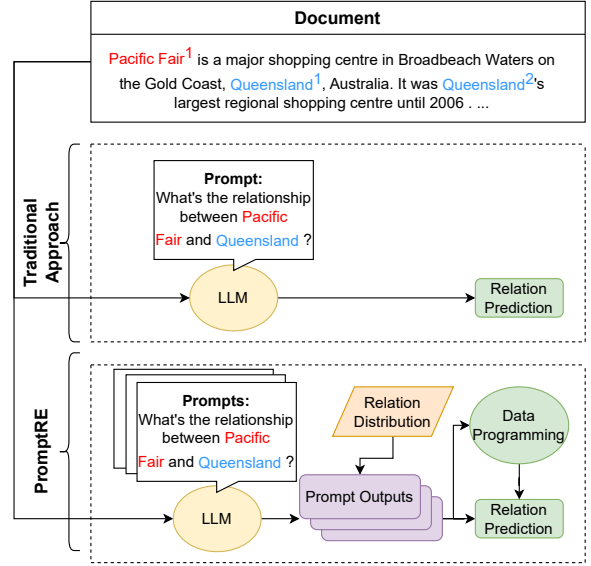 Document
Pacific Fair¹ is a major shopping centre in Broadbeach Waters on
the Gold Coast, Queensland¹, Australia. It was Queensland²'s
largest regional shopping centre until 2006 . ...
Traditional
Approach
Prompt:
What's the relationship
between Pacific
Fair and Queensland ?
LLM
Relation
Prediction
PromptRE
Prompts:
What's the relationship
between Pacific
Fair and Queensland ?
LLM
Relation
Distribution
Prompt Outputs
Data
Programming
Relation
Prediction